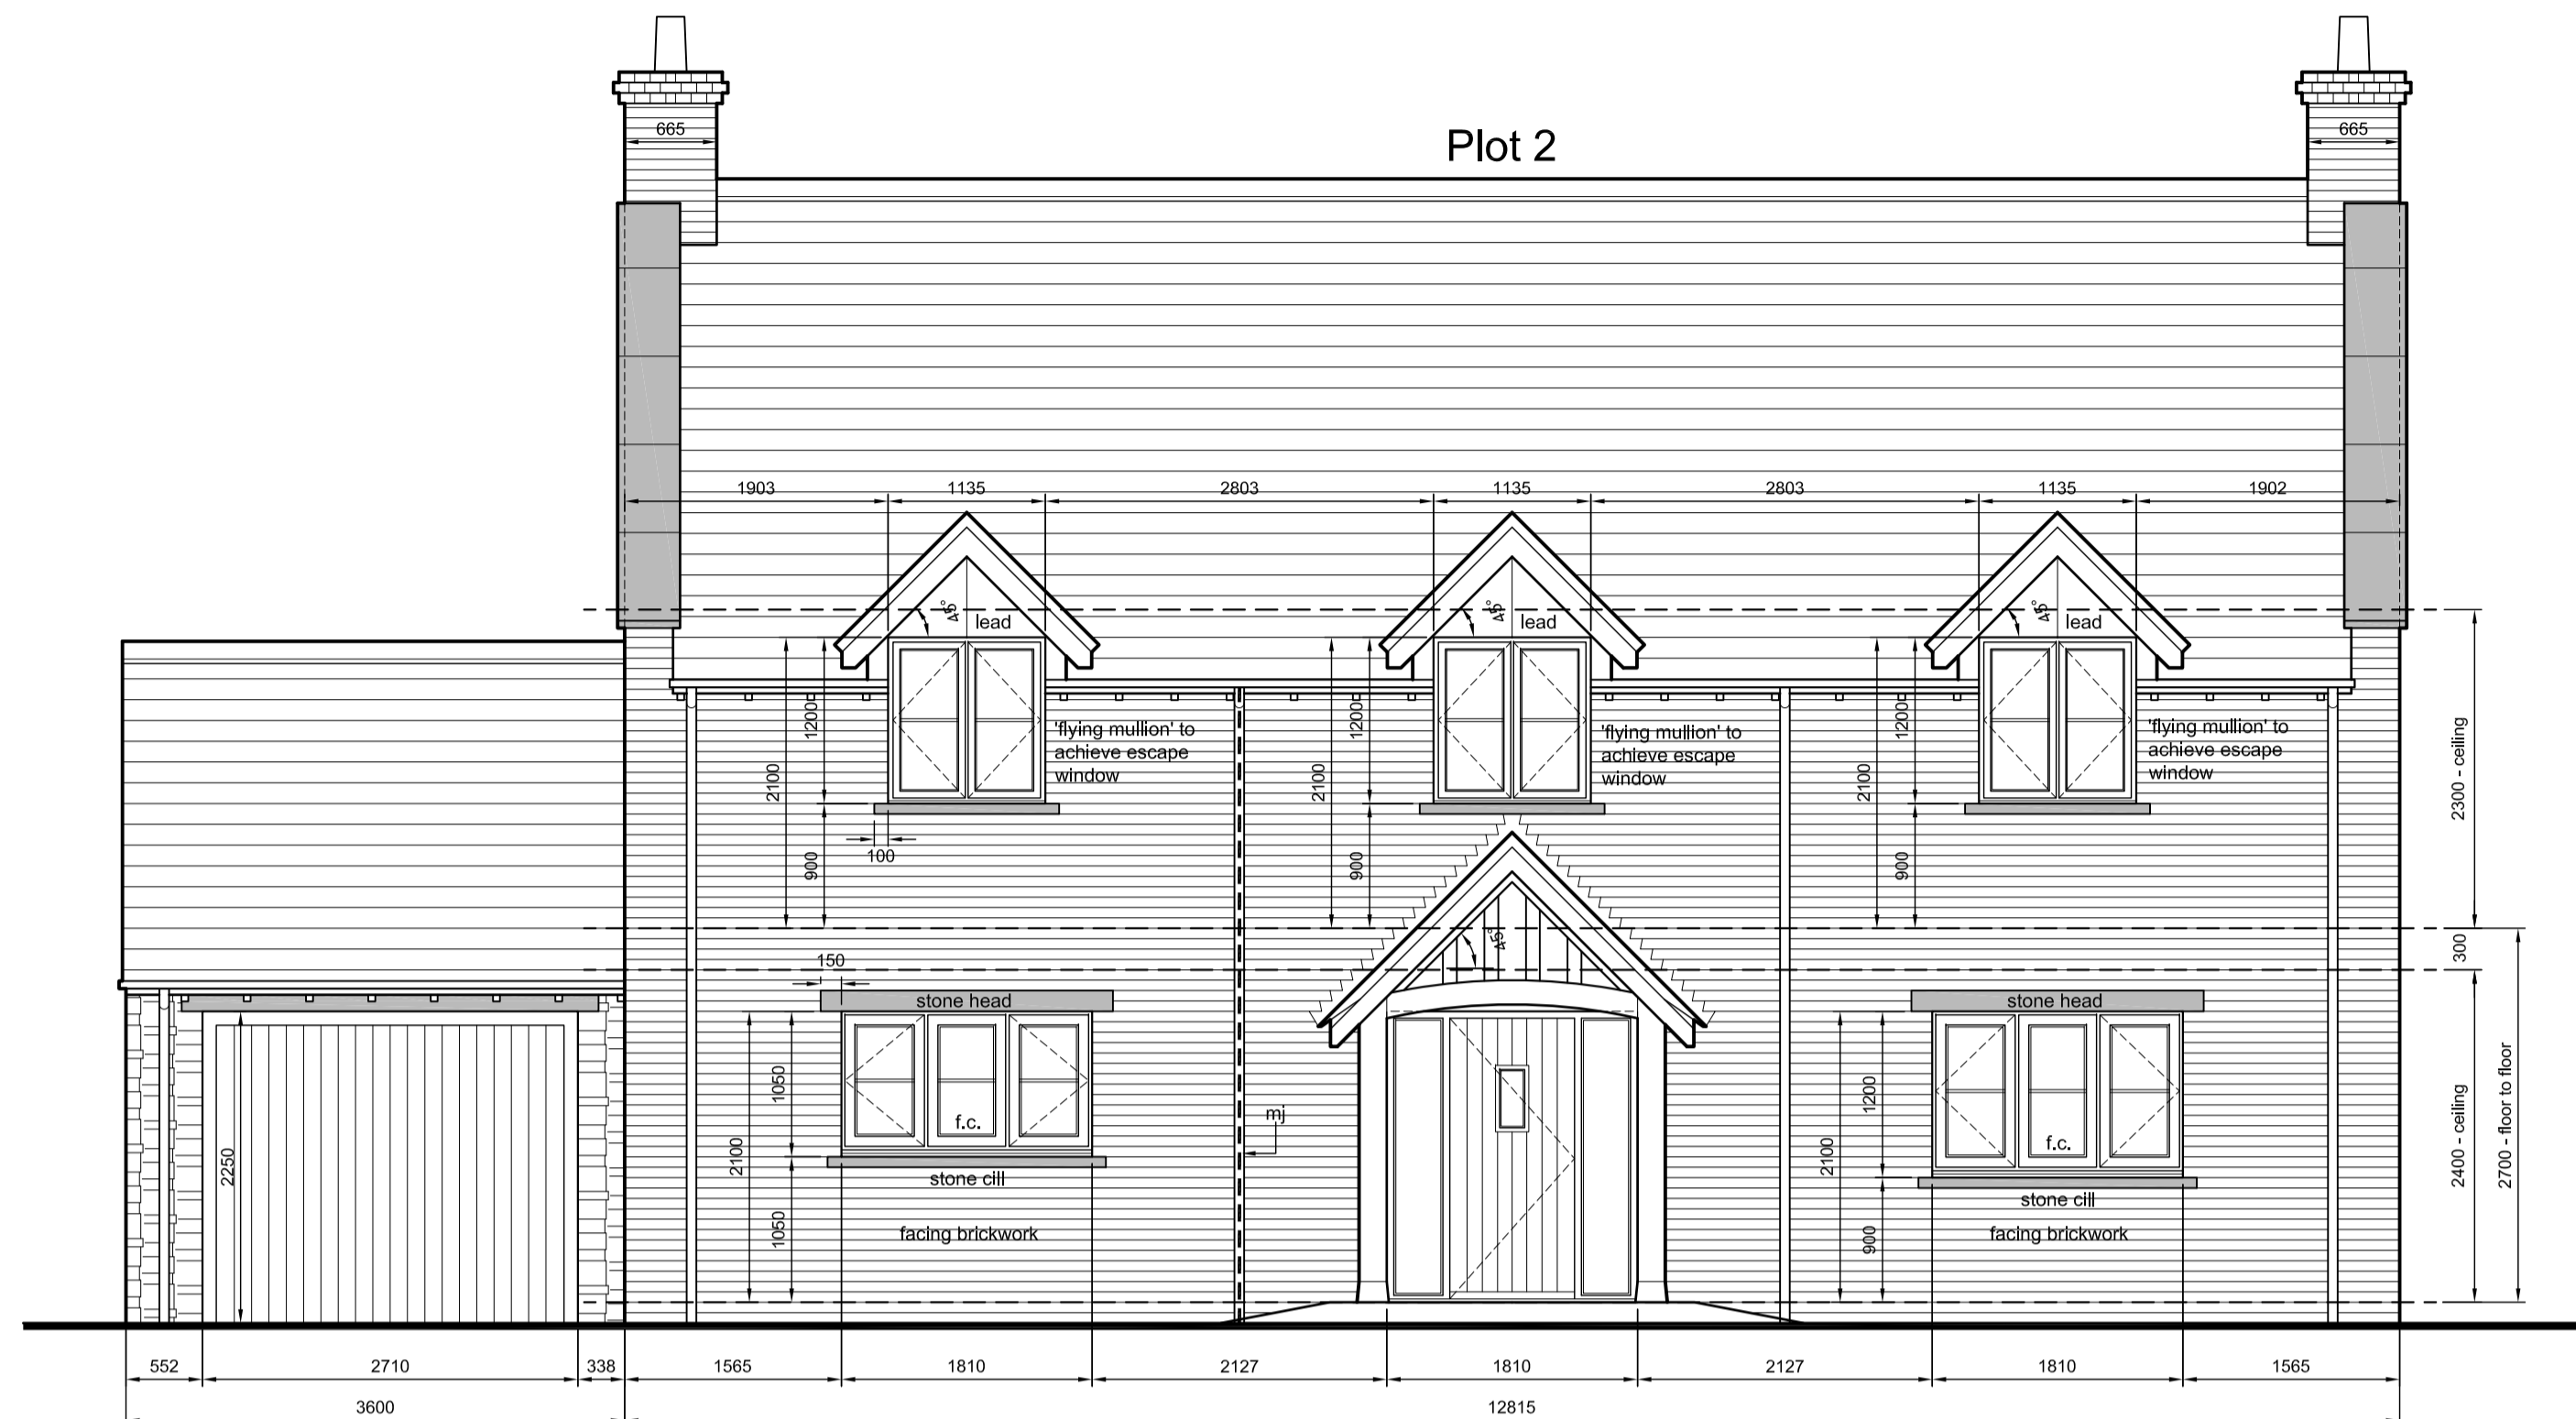 665
Plot 2
665
1903
1135
2803
1135
2803
1135
1902
45°
lead
45°
lead
45°
lead
1200
2100
900
100
'flying mullion' to
achieve escape
window
1200
2100
900
'flying mullion' to
achieve escape
window
1200
2100
900
'flying mullion' to
achieve escape
window
2300 - ceiling
300
2400 - ceiling
2700 - floor to floor
45°
150
stone head
1050
2100
1050
f.c.
stone cill
facing brickwork
mj
stone head
1200
2100
900
f.c.
stone cill
facing brickwork
2250
552
2710
338
1565
1810
2127
1810
2127
1810
1565
3600
12815